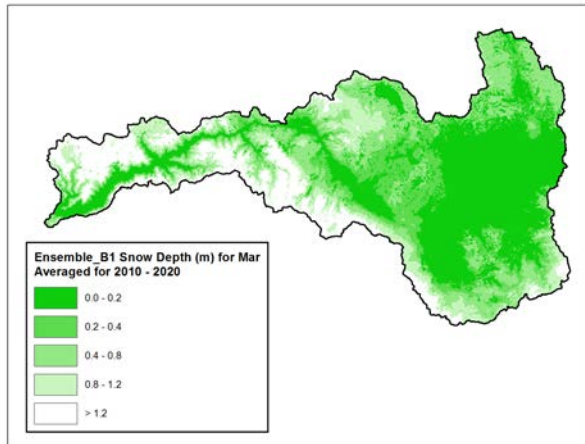 Ensemble_B1 Snow Depth (m) for Mar
Averaged for 2010 - 2020
0.0 - 0.2
0.2 - 0.4
0.4 - 0.8
0.8 - 1.2
> 1.2